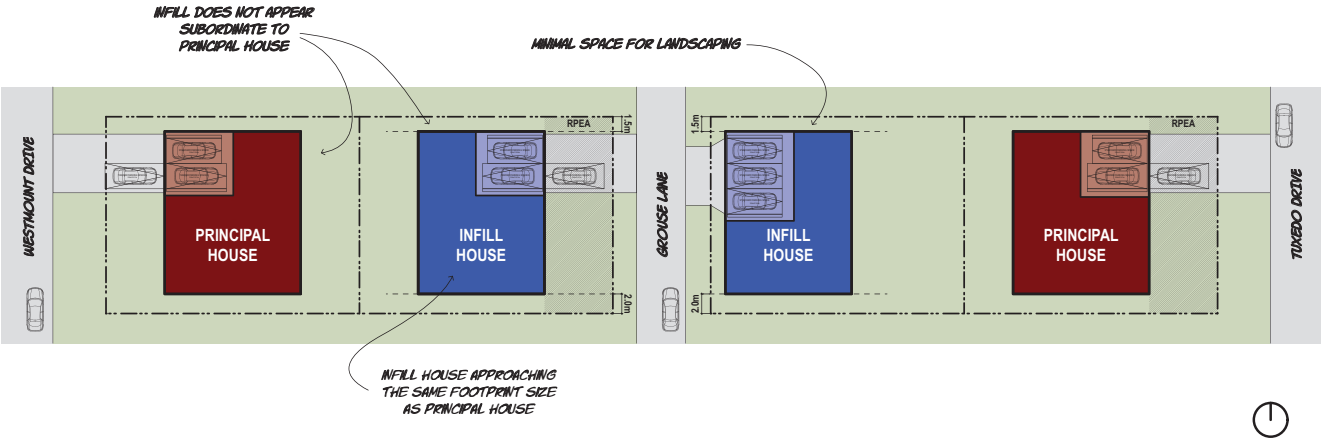 INFILL DOES NOT APPEAR
SUBORDINATE TO
PRINCIPAL HOUSE
MINIMAL SPACE FOR LANDSCAPING
WESTMOUNT DRIVE
PRINCIPAL
HOUSE
INFILL
HOUSE
RPEA
1.5m
2.0m
GROUSE LANE
1.5m
2.0m
INFILL
HOUSE
PRINCIPAL
HOUSE
RPEA
TUXEDO DRIVE
INFILL HOUSE APPROACHING
THE SAME FOOTPRINT SIZE
AS PRINCIPAL HOUSE